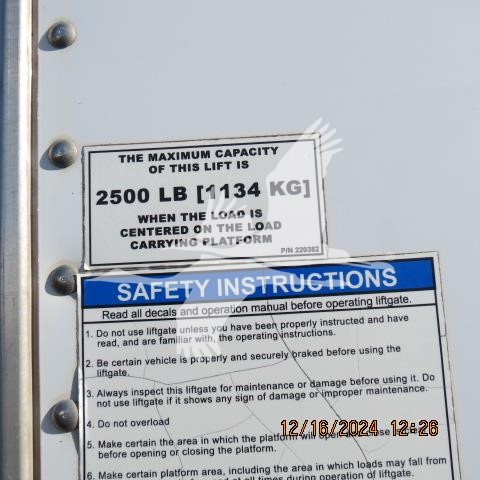 THE MAXIMUM CAPACITY
OF THIS LIFT IS
2500 LB [1134 KG]
WHEN THE LOAD IS
CENTERED ON THE LOAD
CARRYING PLATFORM
P/N 220382
SAFETY INSTRUCTIONS
Read all decals and operation manual before operating liftgate.
1. Do not use liftgate unless you have been properly instructed and have
read, and are familiar with, the operating instructions.
2. Be certain vehicle is properly and securely braked before using the
liftgate.
3. Always inspect this liftgate for maintenance or damage before using it. Do
not use liftgate if it shows any sign of damage or improper maintenance.
4. Do not overload
5. Make certain the area in which the platform will open
before opening or closing the platform.
12/16/2024 12:26
6. Make certain platform area, including the area in which loads may fall from
at all times during operation of liftgate.